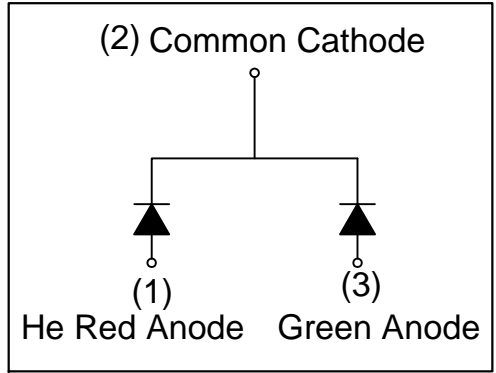 (2) Common Cathode
(1) (3)
He Red Anode Green Anode